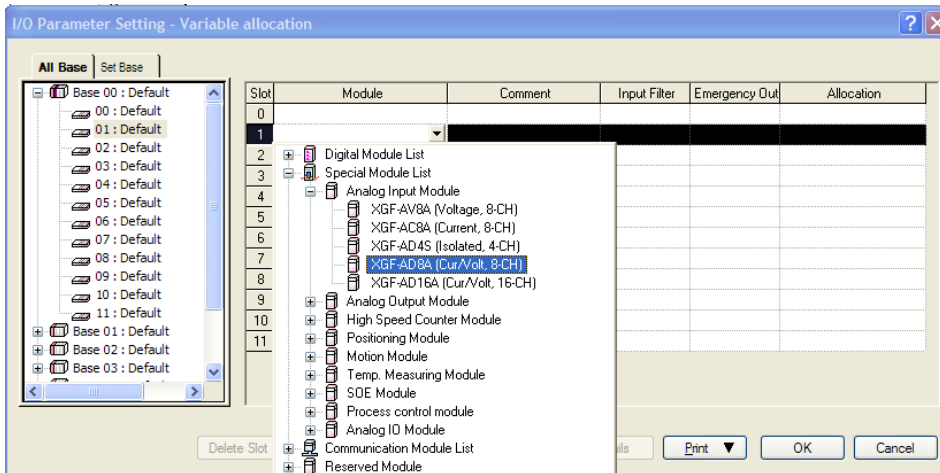 I/O Parameter Setting - Variable allocation
All Base Set Base
Base 00 : Default
00 : Default
01 : Default
02 : Default
03 : Default
04 : Default
05 : Default
06 : Default
07 : Default
08 : Default
09 : Default
10 : Default
11 : Default
Base 01 : Default
Base 02 : Default
Base 03 : Default
Slot Module Comment Input Filter Emergency Out Allocation
0
1
2
3
4
5
6
7
8
9
10
11
Digital Module List
Special Module List
Analog Input Module
XGF-AV8A (Voltage, 8-CH)
XGF-AC8A (Current, 8-CH)
XGF-AD4S (Isolated, 4-CH)
XGF-AD8A (Cur/Volt, 8-CH)
XGF-AD16A (Cur/Volt, 16-CH)
Analog Output Module
High Speed Counter Module
Positioning Module
Motion Module
Temp. Measuring Module
SOE Module
Process control module
Analog IO Module
Communication Module List
Reserved Module
Delete Slot ails Print OK Cancel